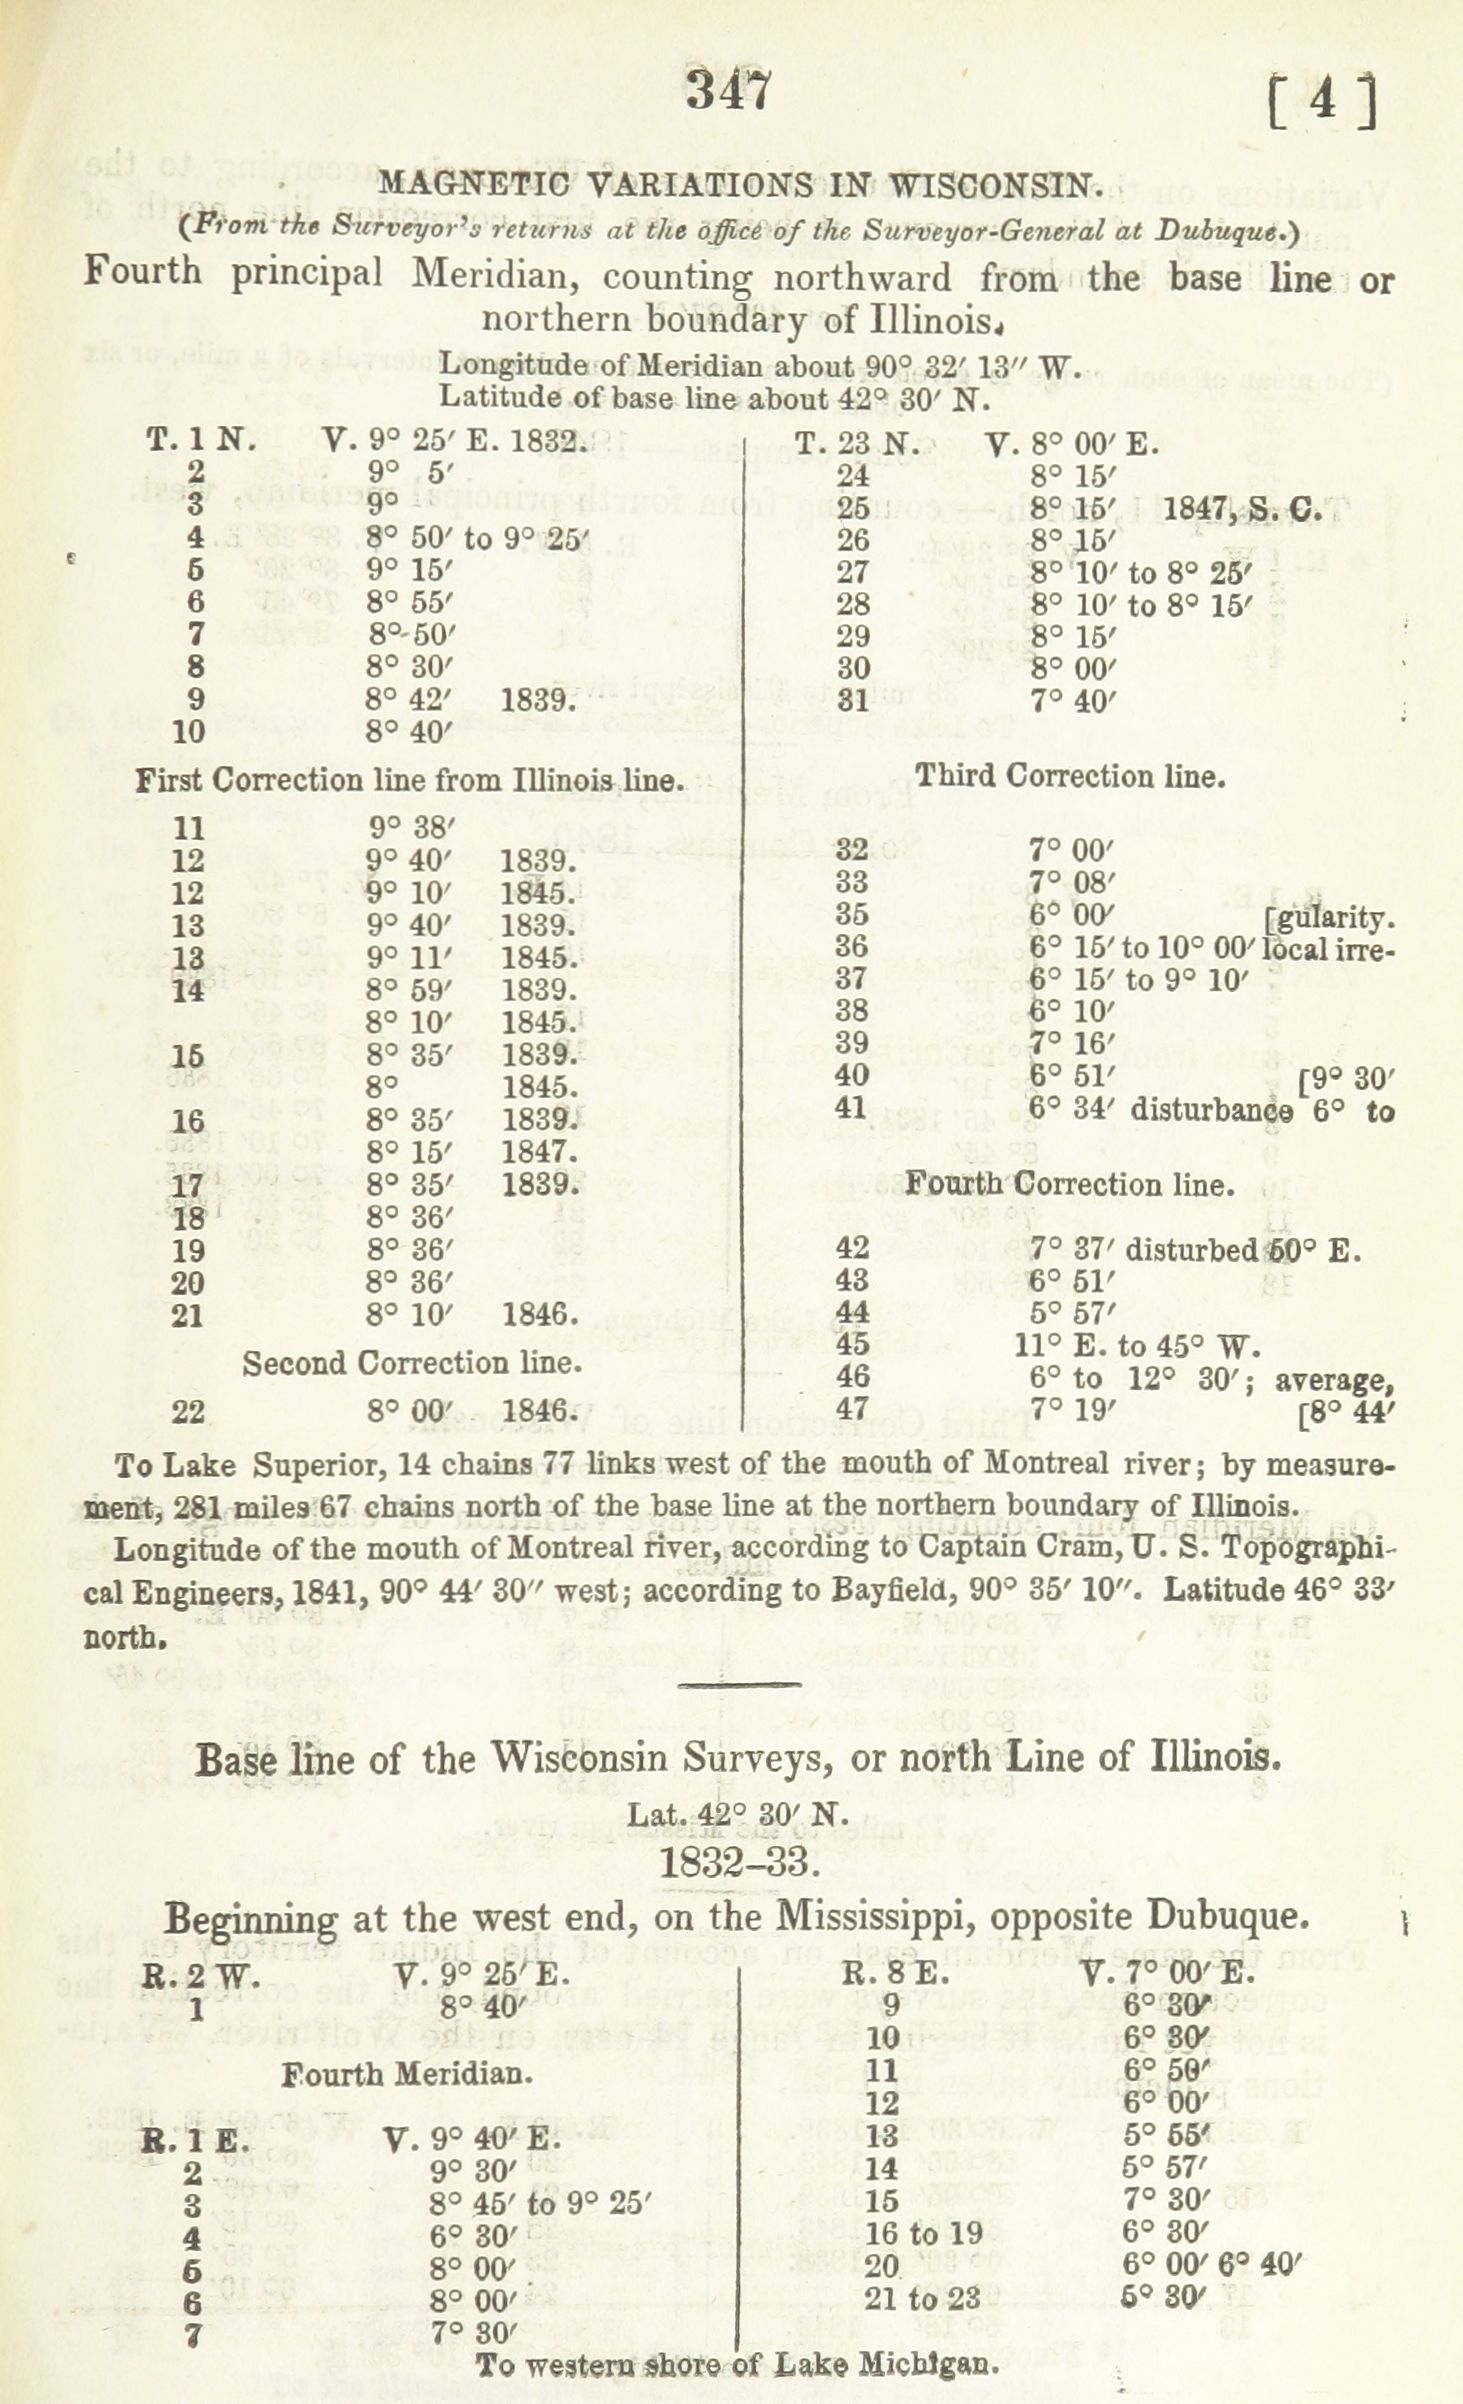 347
[ 4 ]
MAGNETIC VARIATIONS IN WISCONSIN.
(From the Surveyor's returns at the office of the Surveyor-General at Dubuque.)
Fourth principal Meridian, counting northward from the base line or
northern boundary of Illinois.
Longitude of Meridian about 90° 32′ 13″ W.
Latitude of base line about 42° 30′ N.
T. 1 N. V. 9° 25′ E. 1832.
2 9° 5′
3 9°
4 8° 50′ to 9° 25′
5 9° 15′
6 8° 55′
7 8° 50′
8 8° 30′
9 8° 42′ 1839.
10 8° 40′
First Correction line from Illinois line.
11 9° 38′
12 9° 40′ 1839.
12 9° 10′ 1845.
13 9° 40′ 1839.
13 9° 11′ 1845.
14 8° 59′ 1839.
8° 10′ 1845.
15 8° 35′ 1839.
8° 1845.
16 8° 35′ 1839.
8° 15′ 1847.
17 8° 35′ 1839.
18 8° 36′
19 8° 36′
20 8° 36′
21 8° 10′ 1846.
Second Correction line.
22 8° 00′ 1846.
T. 23 N. V. 8° 00′ E.
24 8° 15′
25 8° 15′ 1847, S. C.
26 8° 15′
27 8° 10′ to 8° 25′
28 8° 10′ to 8° 15′
29 8° 15′
30 8° 00′
31 7° 40′
Third Correction line.
32 7° 00′
33 7° 08′
35 6° 00′ [gularity.
36 6° 15′ to 10° 00′ local irre-
37 6° 15′ to 9° 10′
38 6° 10′
39 7° 16′
40 6° 51′ [9° 30′
41 6° 34′ disturbance 6° to
Fourth Correction line.
42 7° 37′ disturbed 50° E.
43 6° 51′
44 5° 57′
45 11° E. to 45° W.
46 6° to 12° 30′; average,
47 7° 19′ [8° 44′
To Lake Superior, 14 chains 77 links west of the mouth of Montreal river; by measure-
ment, 281 miles 67 chains north of the base line at the northern boundary of Illinois.
Longitude of the mouth of Montreal river, according to Captain Cram, U. S. Topographi-
cal Engineers, 1841, 90° 44′ 30″ west; according to Bayfield, 90° 35′ 10″. Latitude 46° 33′
north.
Base line of the Wisconsin Surveys, or north Line of Illinois.
Lat. 42° 30′ N.
1832–33.
Beginning at the west end, on the Mississippi, opposite Dubuque.
R. 2 W. V. 9° 25′ E.
1 8° 40′
Fourth Meridian.
R. 1 E. V. 9° 40′ E.
2 9° 30′
3 8° 45′ to 9° 25′
4 6° 30′
5 8° 00′
6 8° 00′
7 7° 30′
R. 8 E. V. 7° 00′ E.
9 6° 30′
10 6° 30′
11 6° 50′
12 6° 00′
13 5° 55′
14 5° 57′
15 7° 30′
16 to 19 6° 30′
20 6° 00′ 6° 40′
21 to 23 5° 30′
To western shore of Lake Michigan.